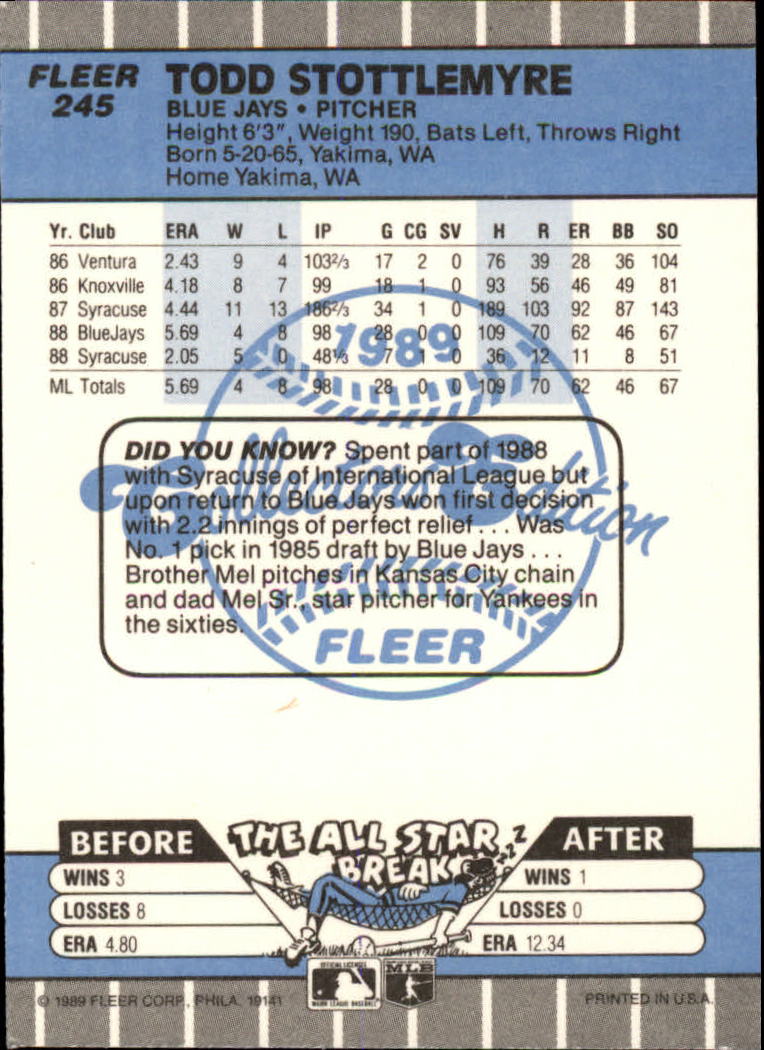 FLEER
245
TODD STOTTLEMYRE
BLUE JAYS • PITCHER
Height 6'3", Weight 190, Bats Left, Throws Right
Born 5-20-65, Yakima, WA
Home Yakima, WA
Yr. Club ERA W L IP G CG SV H R ER BB SO
86 Ventura 2.43 9 4 103⅔ 17 2 0 76 39 28 36 104
86 Knoxville 4.18 8 7 99 18 1 0 93 56 46 49 81
87 Syracuse 4.44 11 13 186⅔ 34 1 0 189 103 92 87 143
88 BlueJays 5.69 4 8 98 28 0 0 109 70 62 46 67
88 Syracuse 2.05 5 0 48⅓ 7 1 0 36 12 11 8 51
ML Totals 5.69 4 8 98 28 0 0 109 70 62 46 67
1989
Collector's Edition
DID YOU KNOW? Spent part of 1988
with Syracuse of International League but
upon return to Blue Jays won first decision
with 2.2 innings of perfect relief . . . Was
No. 1 pick in 1985 draft by Blue Jays . . .
Brother Mel pitches in Kansas City chain
and dad Mel Sr., star pitcher for Yankees in
the sixties.
FLEER
BEFORE THE ALL STAR BREAK AFTER
ZZZ
WINS 3 WINS 1
LOSSES 8 LOSSES 0
ERA 4.80 ERA 12.34
OFFICIAL LICENSEE
MAJOR LEAGUE BASEBALL
MLB
© 1989 FLEER CORP., PHILA. 19141 PRINTED IN U.S.A.